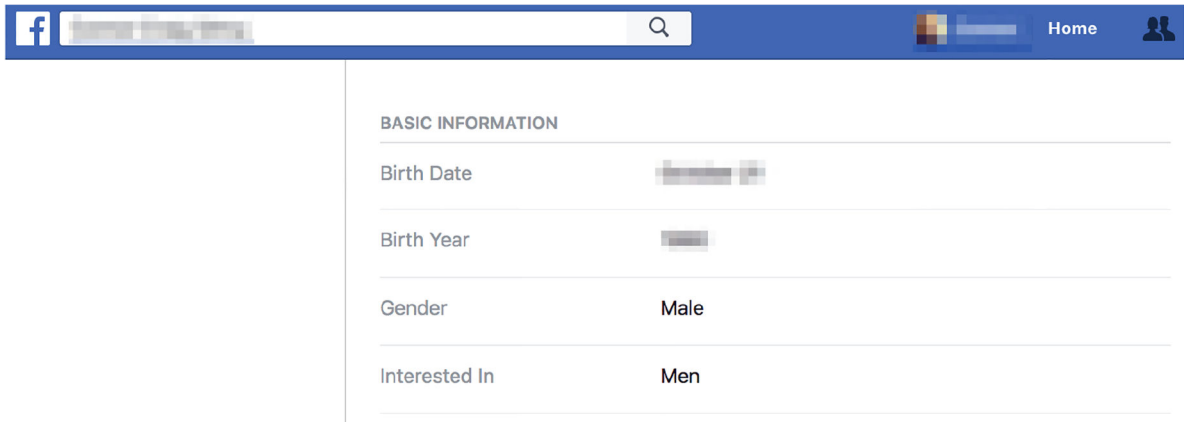 f
Home
BASIC INFORMATION
Birth Date
Birth Year
Gender Male
Interested In Men